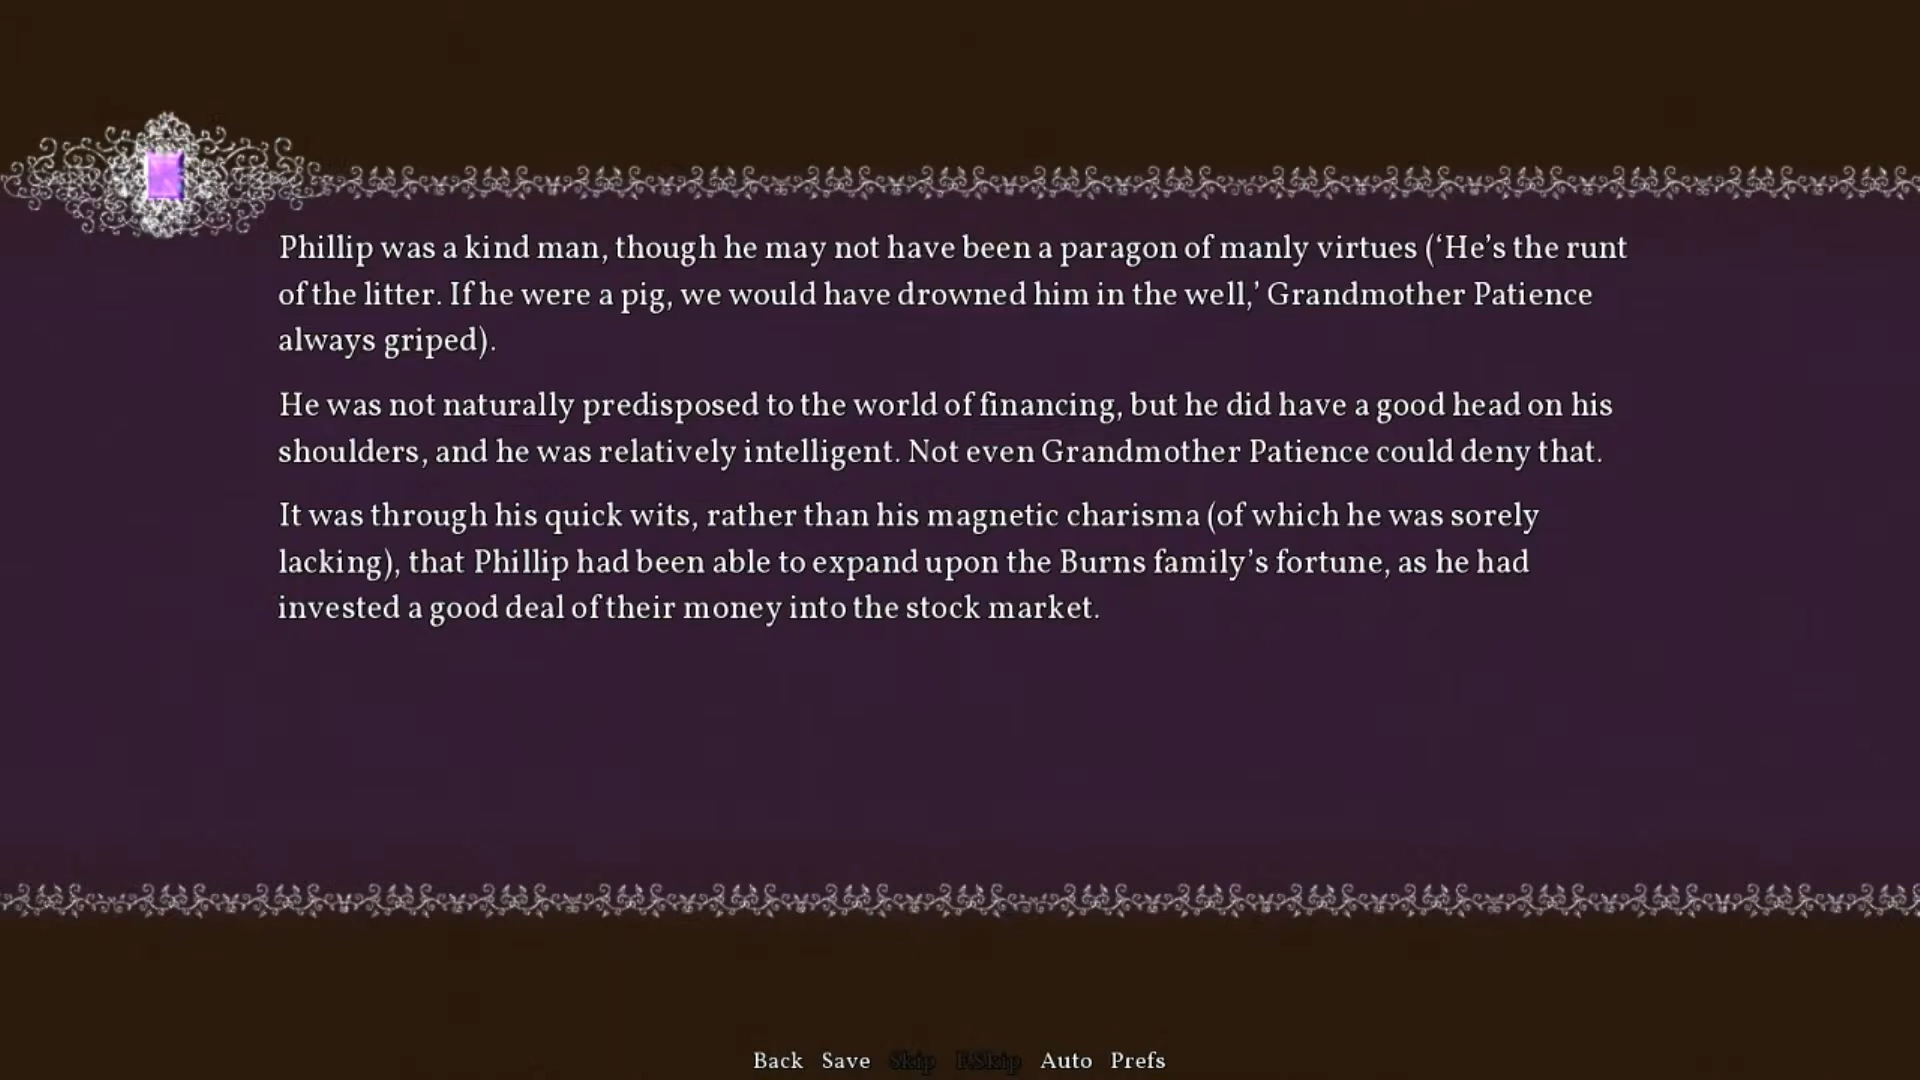 Phillip was a kind man, though he may not have been a paragon of manly virtues (‘He’s the runt
of the litter. If he were a pig, we would have drowned him in the well,’ Grandmother Patience
always griped).
He was not naturally predisposed to the world of financing, but he did have a good head on his
shoulders, and he was relatively intelligent. Not even Grandmother Patience could deny that.
It was through his quick wits, rather than his magnetic charisma (of which he was sorely
lacking), that Phillip had been able to expand upon the Burns family’s fortune, as he had
invested a good deal of their money into the stock market.
Back Save Skip F.Skip Auto Prefs